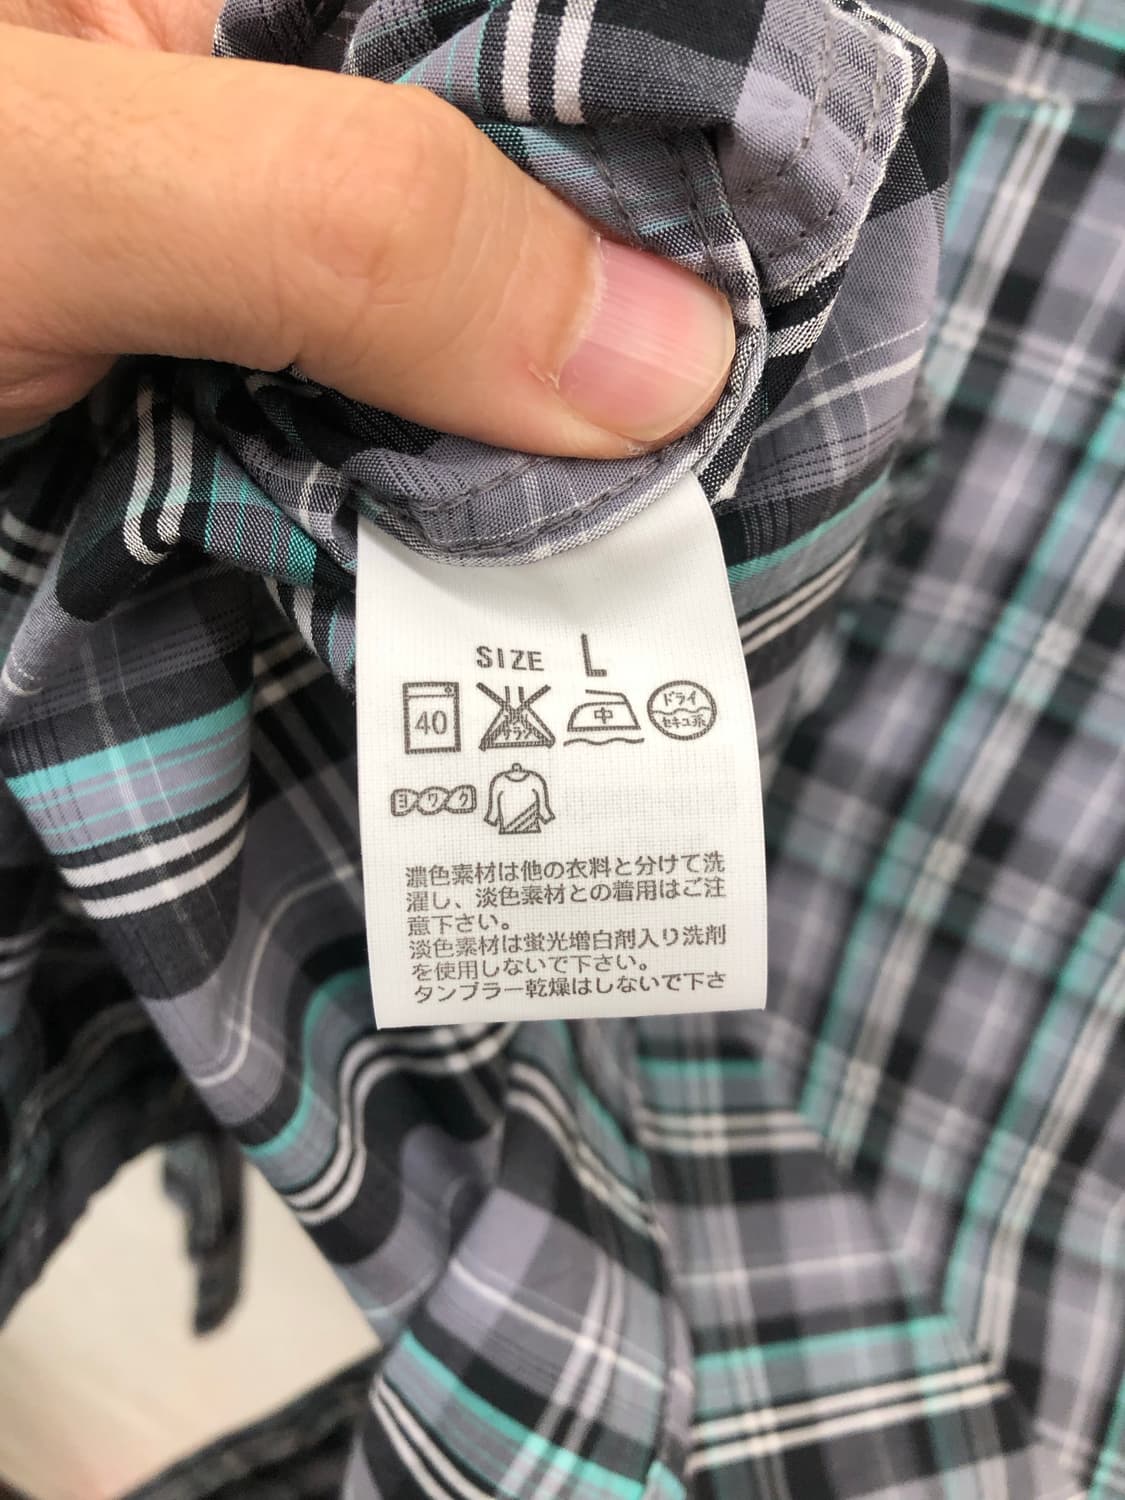 SIZE L
40 サラシ 中 ドライ セキユ系
ヨワク
濃色素材は他の衣料と分けて洗
濯し、淡色素材との着用はご注
意下さい。
淡色素材は蛍光増白剤入り洗剤
を使用しないで下さい。
タンブラー乾燥はしないで下さ